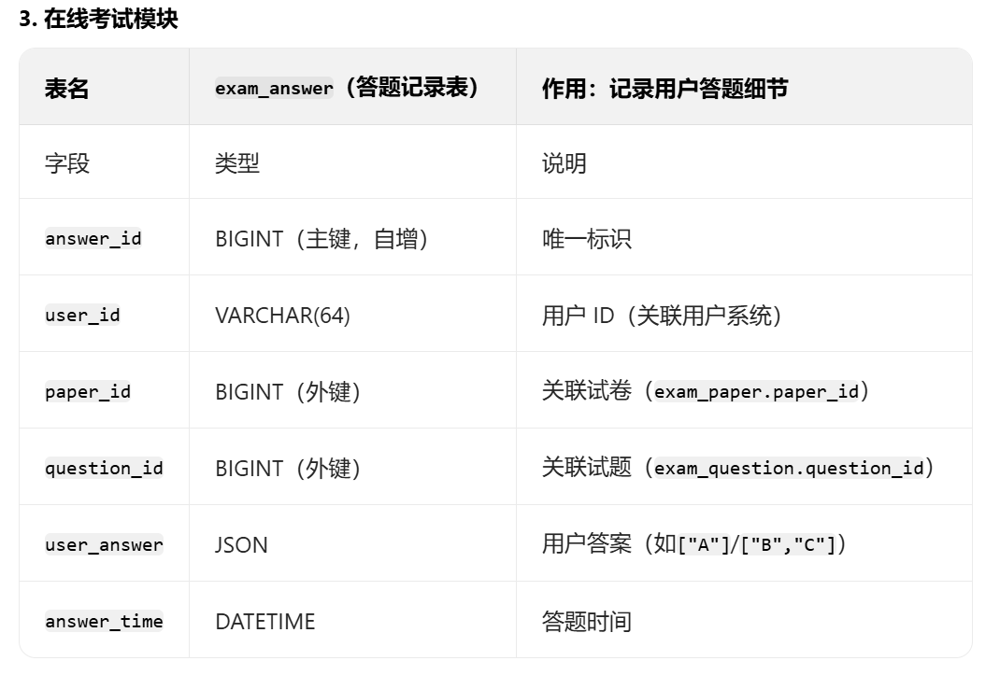 3. 在线考试模块
表名 exam_answer（答题记录表） 作用：记录用户答题细节
字段 类型 说明
answer_id BIGINT（主键，自增） 唯一标识
user_id VARCHAR(64) 用户 ID（关联用户系统）
paper_id BIGINT（外键） 关联试卷（exam_paper.paper_id）
question_id BIGINT（外键） 关联试题（exam_question.question_id）
user_answer JSON 用户答案（如["A"]/["B","C"]）
answer_time DATETIME 答题时间